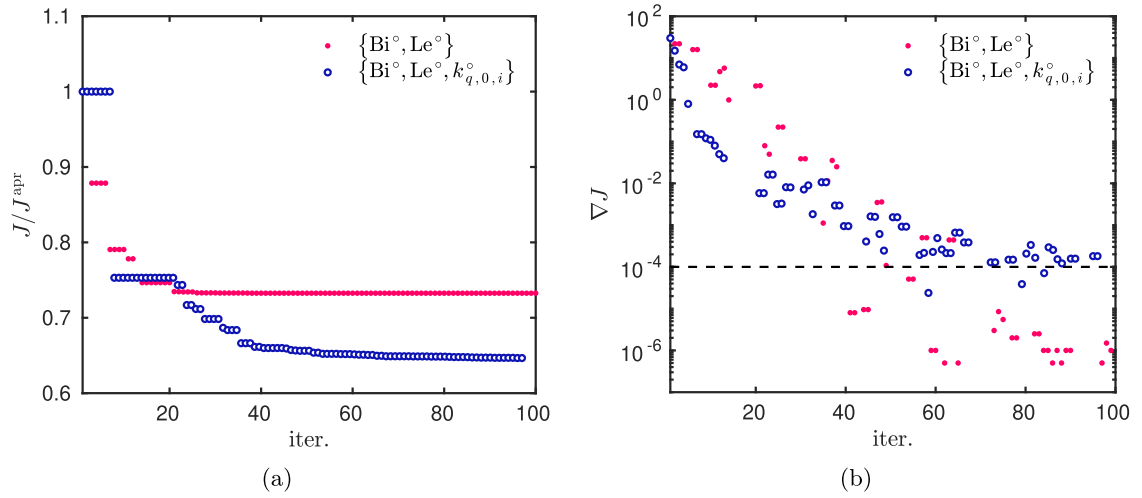 1.1
1
0.9
0.8
0.7
0.6
J/J^apr
20
40
60
80
100
iter.
{Bi°, Le°}
{Bi°, Le°, k°_{q,0,i}}
(a)
10^2
10^0
10^-2
10^-4
10^-6
∇J
20
40
60
80
100
iter.
{Bi°, Le°}
{Bi°, Le°, k°_{q,0,i}}
(b)